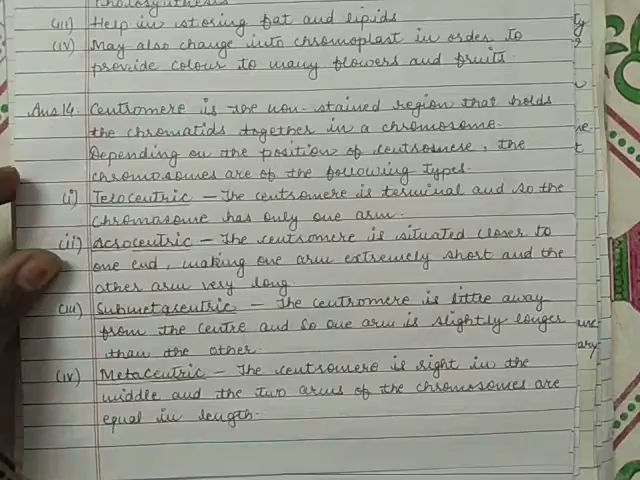 Photosynthesis
(iii) Help in storing fat and lipids
(iv) May also change into chromoplast in order to
provide colour to many flowers and fruits.
Ans 14. Centromere is the non-stained region that holds
the chromatids together in a chromosome.
Depending on the position of centromere, the
chromosomes are of the following types.
(i) Telocentric – The centromere is terminal and so the
chromosome has only one arm.
(ii) Acrocentric – The centromere is situated closer to
one end, making one arm extremely short and the
other arm very long.
(iii) Submetacentric – The centromere is little away
from the centre and so one arm is slightly longer
than the other.
(iv) Metacentric – The centromere is right in the
middle and the two arms of the chromosomes are
equal in length.